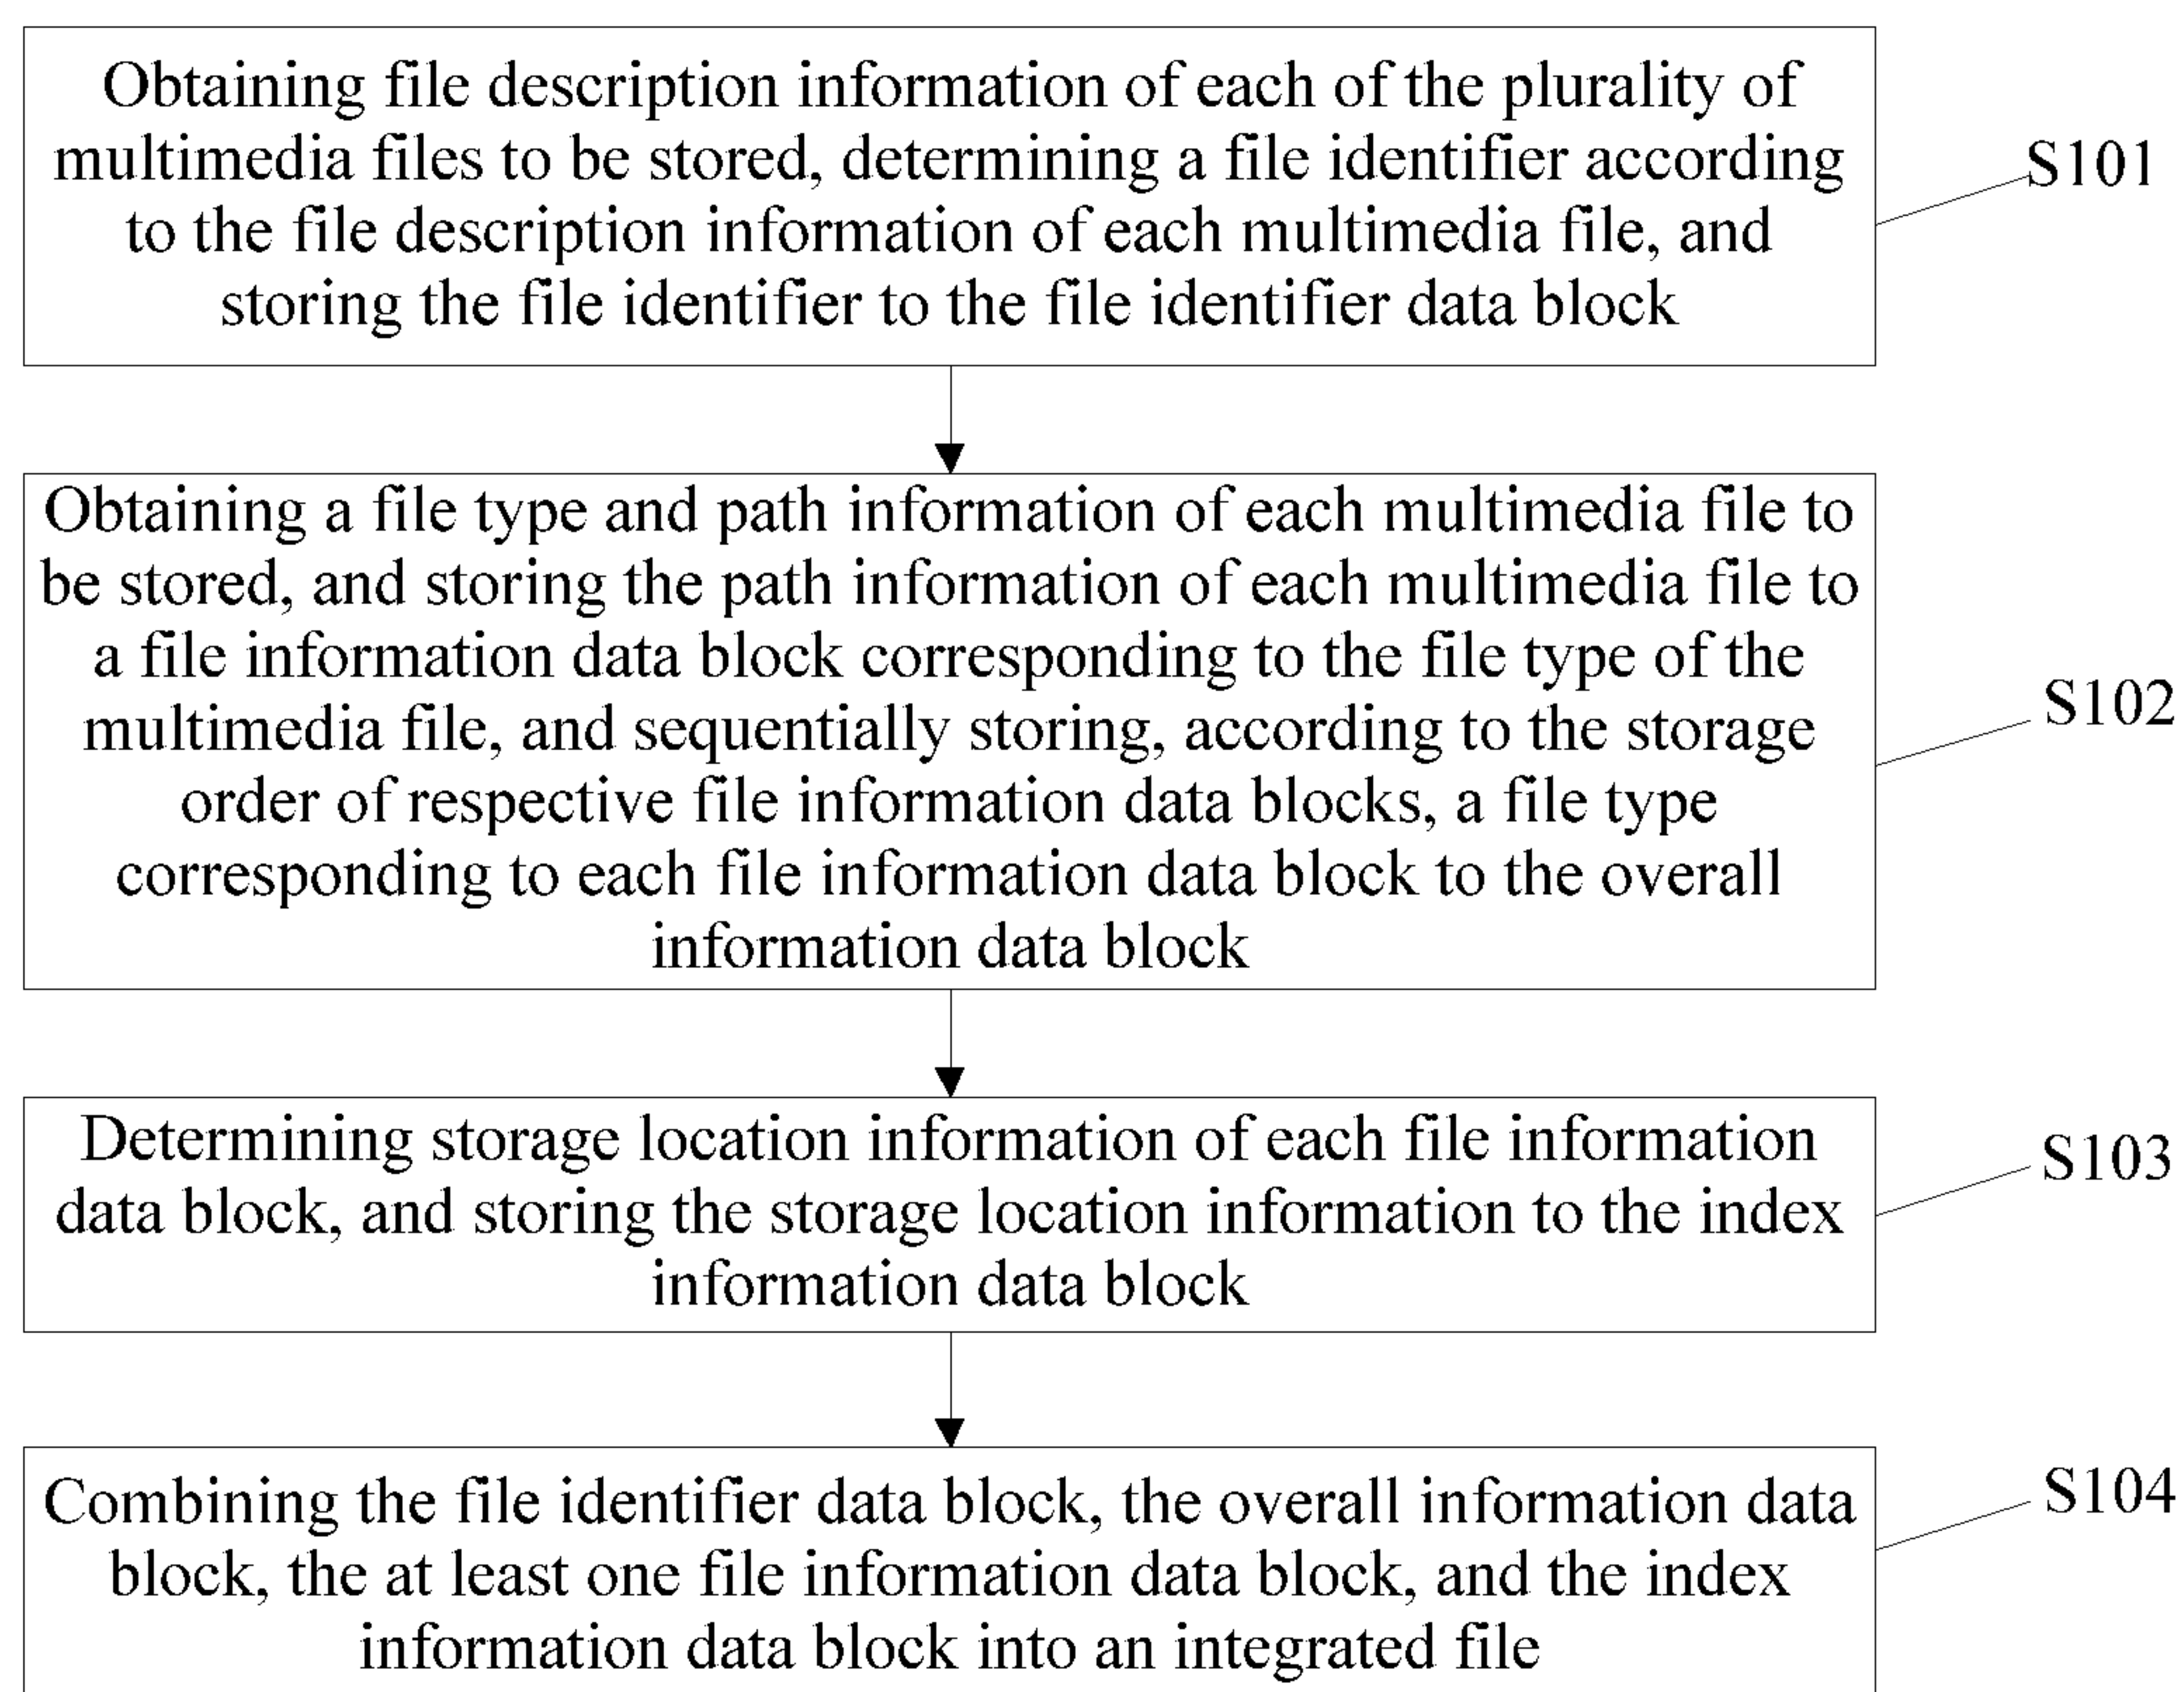 Obtaining file description information of each of the plurality of
multimedia files to be stored, determining a file identifier according
to the file description information of each multimedia file, and
storing the file identifier to the file identifier data block
S101
Obtaining a file type and path information of each multimedia file to
be stored, and storing the path information of each multimedia file to
a file information data block corresponding to the file type of the
multimedia file, and sequentially storing, according to the storage
order of respective file information data blocks, a file type
corresponding to each file information data block to the overall
information data block
S102
Determining storage location information of each file information
data block, and storing the storage location information to the index
information data block
S103
Combining the file identifier data block, the overall information data
block, the at least one file information data block, and the index
information data block into an integrated file
S104